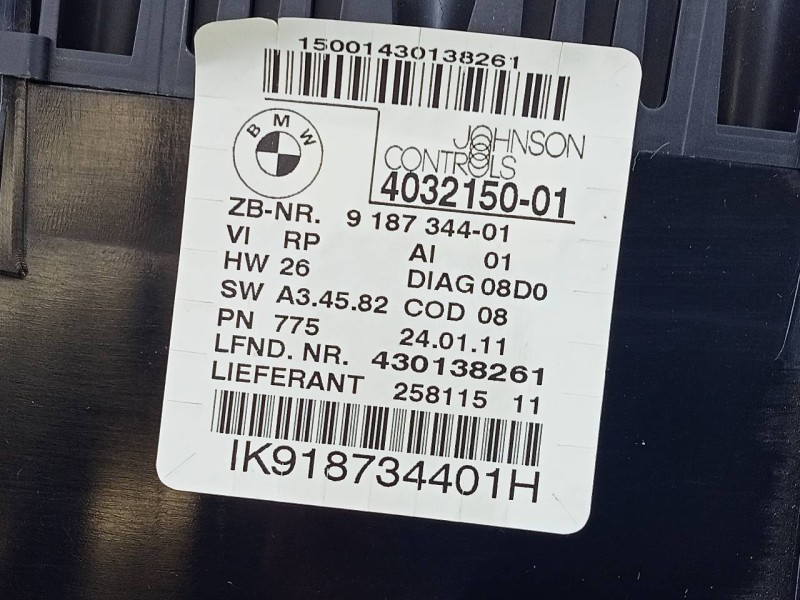 15001430138261
BMW
JOHNSON
CONTROLS
4032150-01
ZB-NR. 9 187 344-01
VI RP AI 01
HW 26 DIAG 08D0
SW A3.45.82 COD 08
PN 775 24.01.11
LFND. NR. 430138261
LIEFERANT 258115 11
IK918734401H